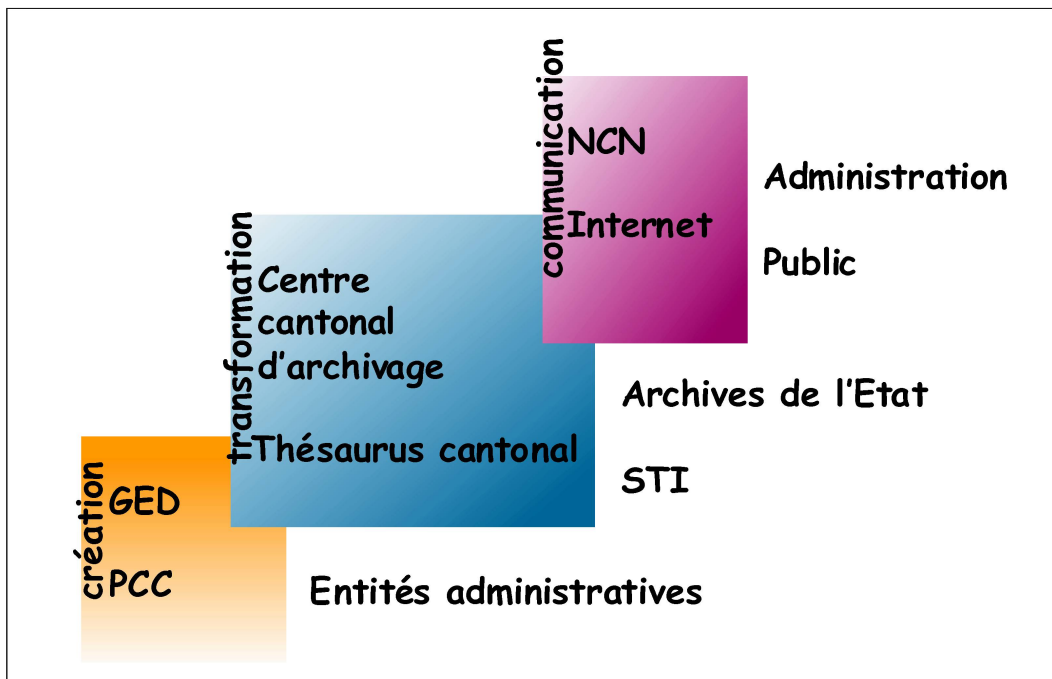 communication
NCN
Internet
Administration
Public
transformation
Centre
cantonal
d'archivage
Thésaurus cantonal
Archives de l'Etat
STI
création
GED
PCC
Entités administratives